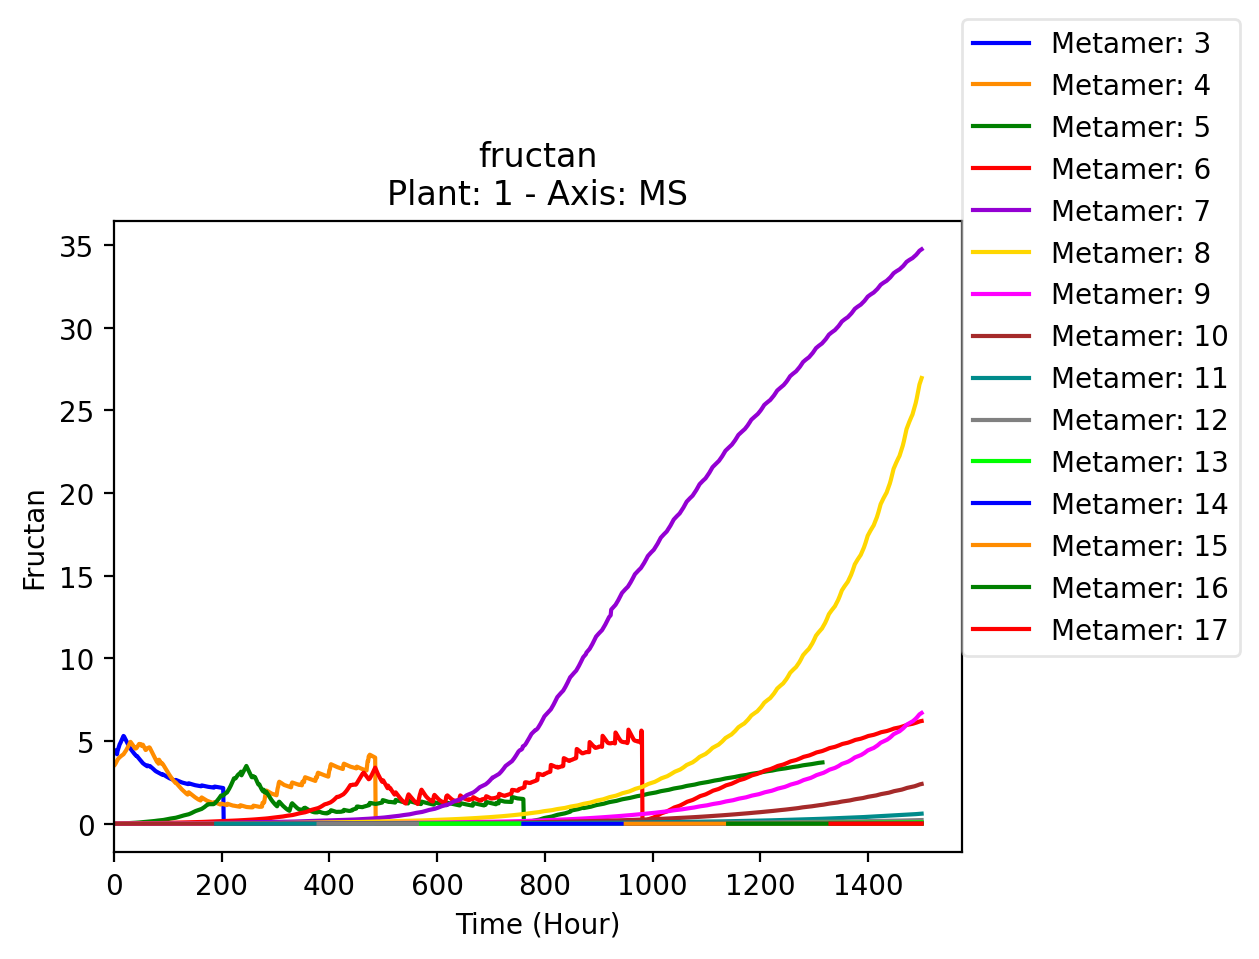 fructan
Plant: 1 - Axis: MS
Metamer: 3
Metamer: 4
Metamer: 5
Metamer: 6
Metamer: 7
Metamer: 8
Metamer: 9
Metamer: 10
Metamer: 11
Metamer: 12
Metamer: 13
Metamer: 14
Metamer: 15
Metamer: 16
Metamer: 17
Fructan
35
30
25
20
15
10
5
0
0 200 400 600 800 1000 1200 1400
Time (Hour)